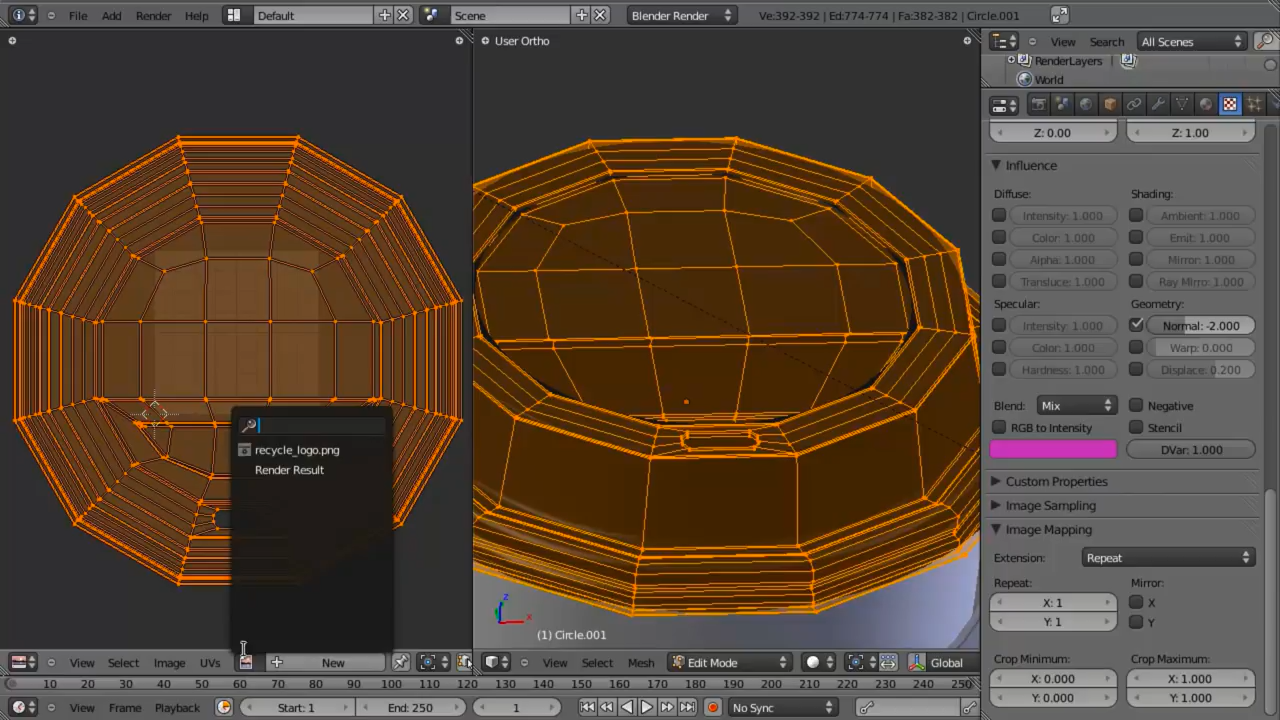 File Add Render Help Default Scene Blender Render Ve:392-392 | Ed:774-774 | Fa:382-382 | Circle.001
User Ortho
View Search All Scenes
RenderLayers
World
Z: 0.00 Z: 1.00
Influence
Diffuse: Shading:
Intensity: 1.000 Ambient: 1.000
Color: 1.000 Emit: 1.000
Alpha: 1.000 Mirror: 1.000
Transluce: 1.000 Ray Mirro: 1.000
Specular: Geometry:
Intensity: 1.000 Normal: -2.000
Color: 1.000 Warp: 0.000
Hardness: 1.000 Displace: 0.200
Blend: Mix Negative
RGB to Intensity Stencil
DVar: 1.000
Custom Properties
Image Sampling
Image Mapping
Extension: Repeat
Repeat: Mirror:
X: 1 X
Y: 1 Y
Crop Minimum: Crop Maximum:
X: 0.000 X: 1.000
Y: 0.000 Y: 1.000
recycle_logo.png
Render Result
z
x
(1) Circle.001
View Select Image UVs New View Select Mesh Edit Mode Global
10 20 30 40 50 60 70 80 90 100 110 120 130 140 150 160 170 180 190 200 210 220 230 240 250
View Frame Playback Start: 1 End: 250 1 No Sync